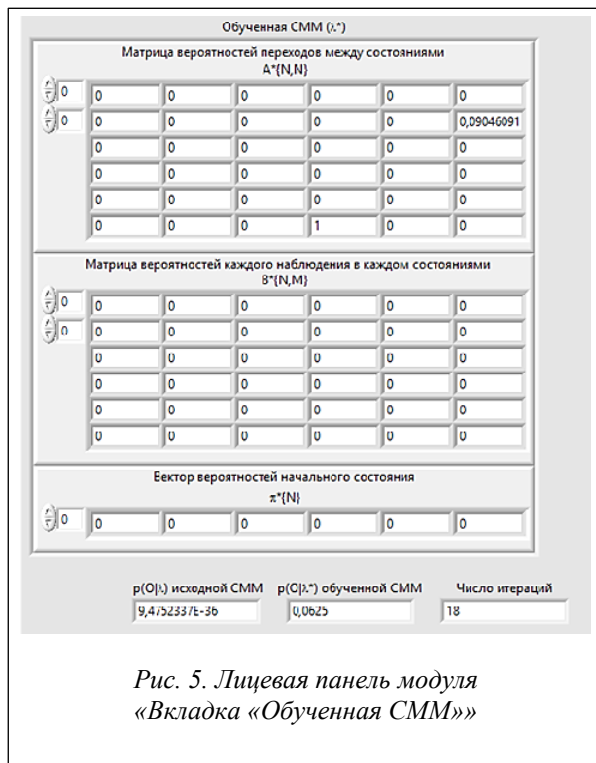 Обученная СММ (λ*)
Матрица вероятностей переходов между состояниями
A*{N,N}
0 0 0 0 0 0 0
0 0 0 0 0 0 0,09046091
0 0 0 0 0 0
0 0 0 0 0 0
0 0 0 0 0 0
0 0 0 1 0 0
Матрица вероятностей каждого наблюдения в каждом состояниями
B*{N,M}
0 0 0 0 0 0 0
0 0 0 0 0 0 0
0 0 0 0 0 0
0 0 0 0 0 0
0 0 0 0 0 0
0 0 0 0 0 0
Вектор вероятностей начального состояния
π*{N}
0 0 0 0 0 0 0
p(O|λ) исходной СММ p(O|λ*) обученной СММ Число итераций
9,4752337E-36 0,0625 18
Рис. 5. Лицевая панель модуля
«Вкладка «Обученная СММ»»